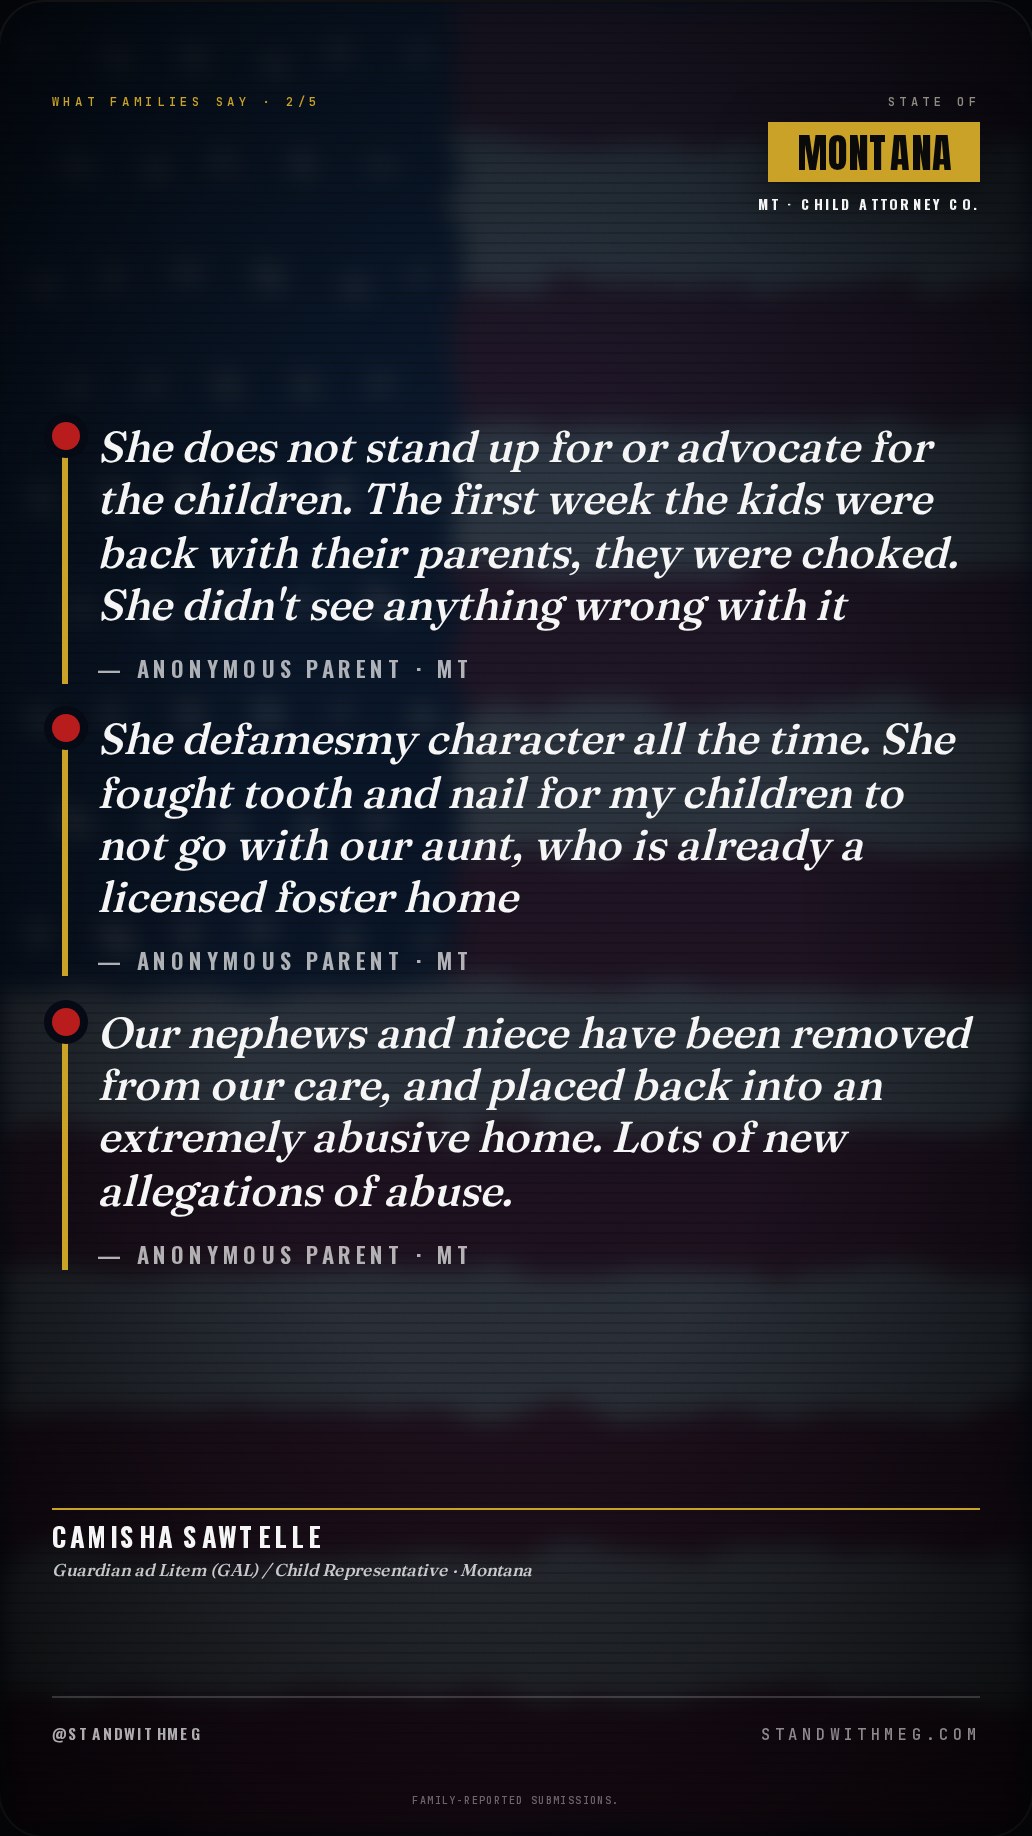 WHAT FAMILIES SAY · 2/5
STATE OF
MONTANA
MT · CHILD ATTORNEY CO.
She does not stand up for or advocate for
the children. The first week the kids were
back with their parents, they were choked.
She didn't see anything wrong with it
— ANONYMOUS PARENT · MT
She defamesmy character all the time. She
fought tooth and nail for my children to
not go with our aunt, who is already a
licensed foster home
— ANONYMOUS PARENT · MT
Our nephews and niece have been removed
from our care, and placed back into an
extremely abusive home. Lots of new
allegations of abuse.
— ANONYMOUS PARENT · MT
CAMISHA SAWTELLE
Guardian ad Litem (GAL) / Child Representative · Montana
@STANDWITHMEG
STANDWITHMEG.COM
FAMILY-REPORTED SUBMISSIONS.